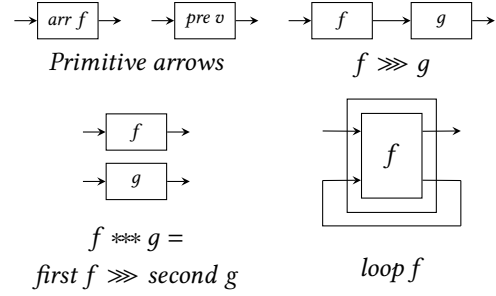 arr f
pre v
f
g
Primitive arrows
f ⋙ g
f
g
f
f *** g =
first f ⋙ second g
loop f